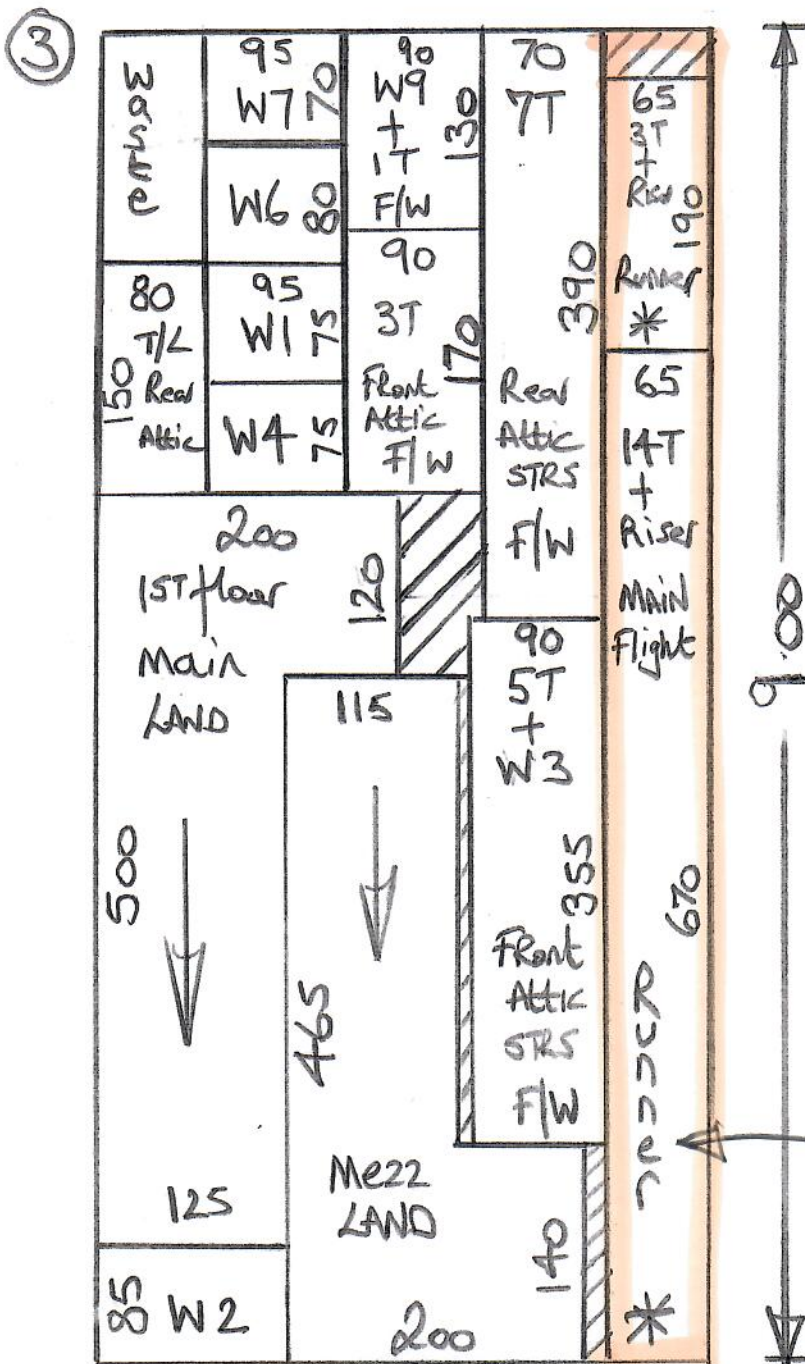 3
Waste
95
W7 70
W6 80
90
W9
+
1T
F/W
130
70
7T
390
Rear
Attic
STRS
F/W
65
3T
+
Riser
190
Runner
*
80
T/L
Rear
Attic
150
95
W1 75
W4 75
90
3T
170
Front
Attic
F/W
65
14T
+
Riser
MAIN
Flight
670
Runner
*
200
1ST floor
Main
LAND
120
500
125
115
465
Mezz
LAND
140
200
90
5T
+
W3
355
FRont
Attic
STRS
F/W
85 W2
9.80